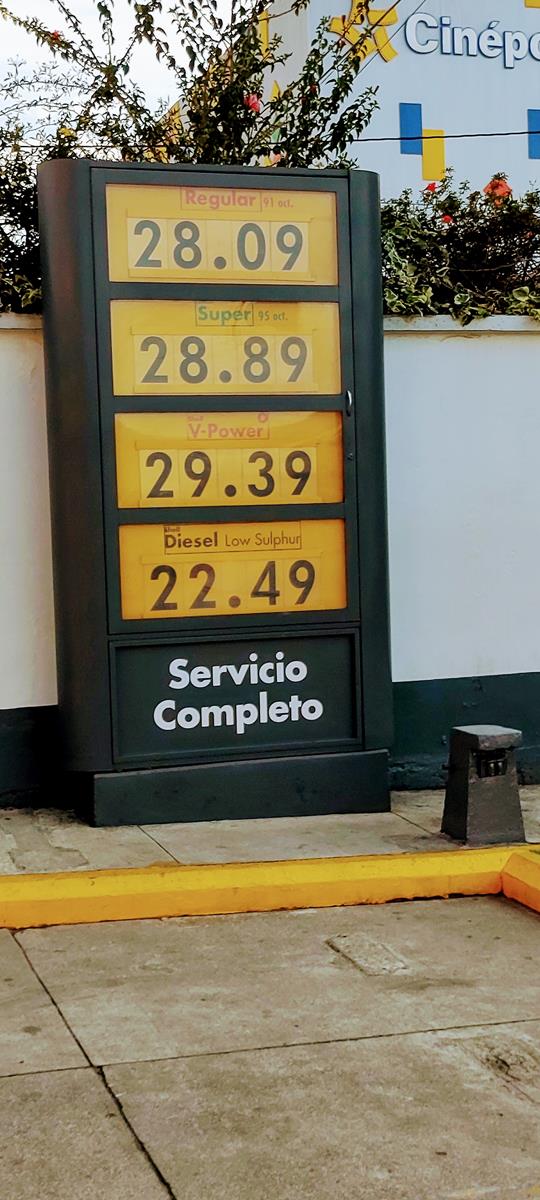 Cinépo
Regular 91 oct.
28.09
Super 95 oct.
28.89
V-Power
29.39
Diesel Low Sulphur
22.49
Servicio
Completo